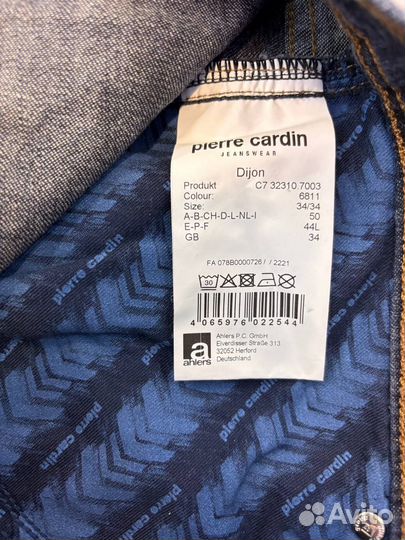 pierre cardin
JEANSWEAR
Dijon
Produkt C7 32310.7003
Colour: 6811
Size: 34/34
A-B-CH-D-L-NL-I 50
E-P-F 44L
GB 34
FA 078B0000726 / / 2221
30
4 065976 022544
a
ahlers
Ahlers P.C. GmbH
Elverdisser Straße 313
32052 Herford
Deutschland
pierre cardin
pierre cardin
pierre cardin
pierre cardin
pierre cardin
Avito